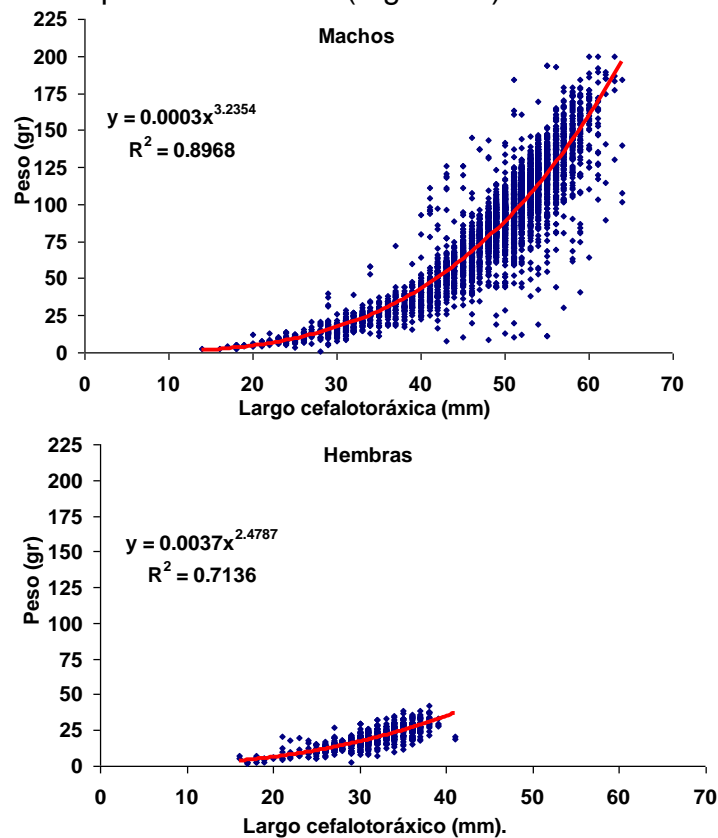 Machos
y = 0.0003x^3.2354
R² = 0.8968
Peso (gr)
225
200
175
150
125
100
75
50
25
0
0 10 20 30 40 50 60 70
Largo cefalotoráxica (mm)
Hembras
y = 0.0037x^2.4787
R² = 0.7136
Peso (gr)
225
200
175
150
125
100
75
50
25
0
0 10 20 30 40 50 60 70
Largo cefalotoráxico (mm).